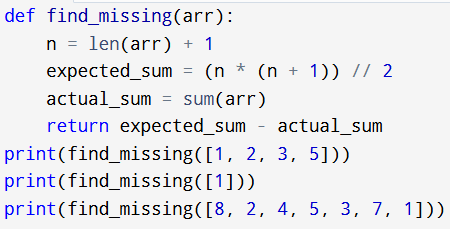 def find_missing(arr):
    n = len(arr) + 1
    expected_sum = (n * (n + 1)) // 2
    actual_sum = sum(arr)
    return expected_sum - actual_sum
print(find_missing([1, 2, 3, 5]))
print(find_missing([1]))
print(find_missing([8, 2, 4, 5, 3, 7, 1]))